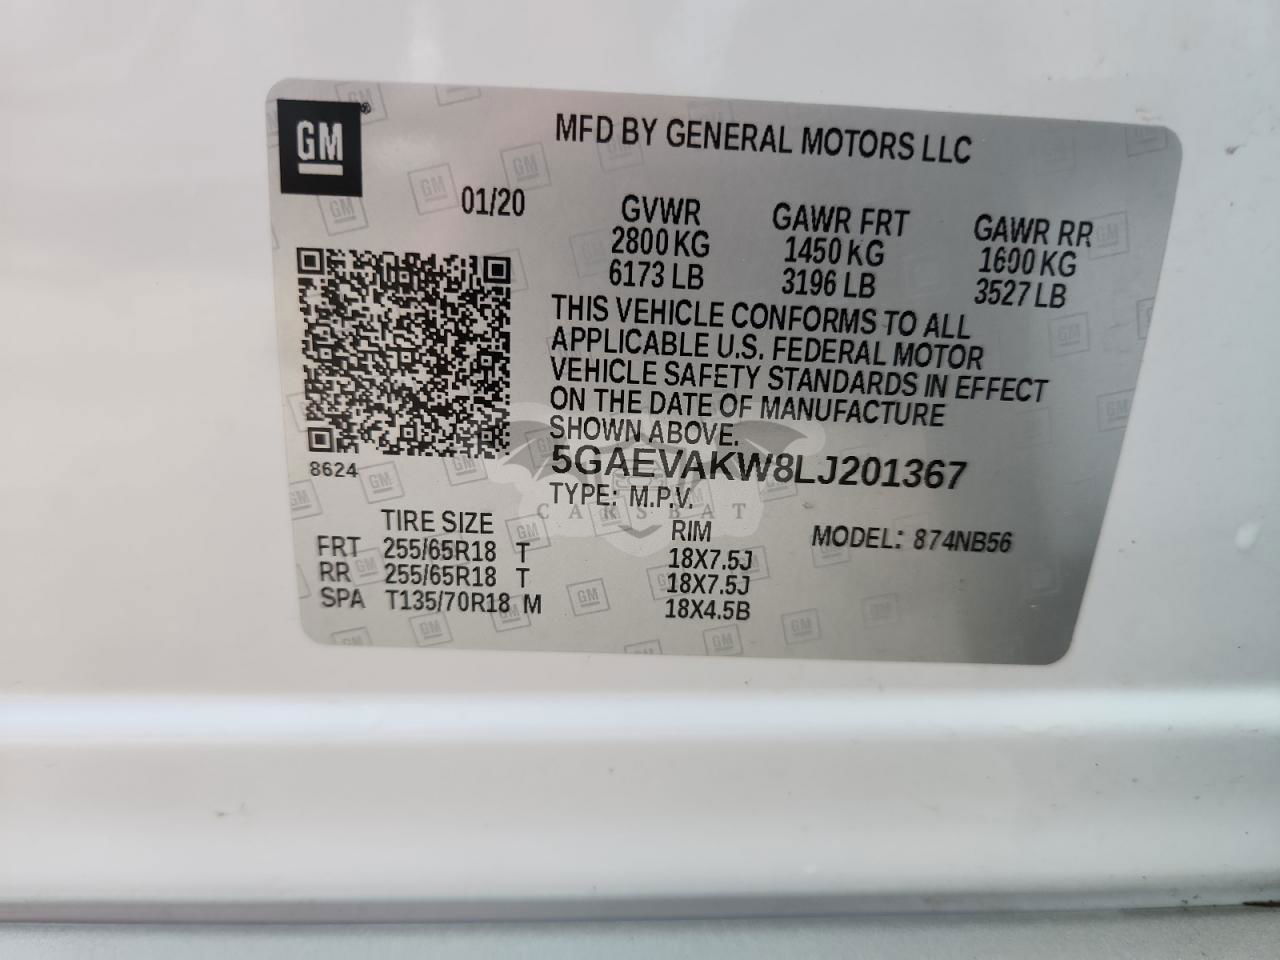 GM
MFD BY GENERAL MOTORS LLC
01/20
GVWR GAWR FRT GAWR RR
2800 KG 1450 KG 1600 KG
6173 LB 3196 LB 3527 LB
THIS VEHICLE CONFORMS TO ALL
APPLICABLE U.S. FEDERAL MOTOR
VEHICLE SAFETY STANDARDS IN EFFECT
ON THE DATE OF MANUFACTURE
SHOWN ABOVE.
8624
5GAEVAKW8LJ201367
TYPE: M.P.V.
CARSBAT
TIRE SIZE RIM MODEL: 874NB56
FRT 255/65R18 T 18X7.5J
RR 255/65R18 T 18X7.5J
SPA T135/70R18 M 18X4.5B